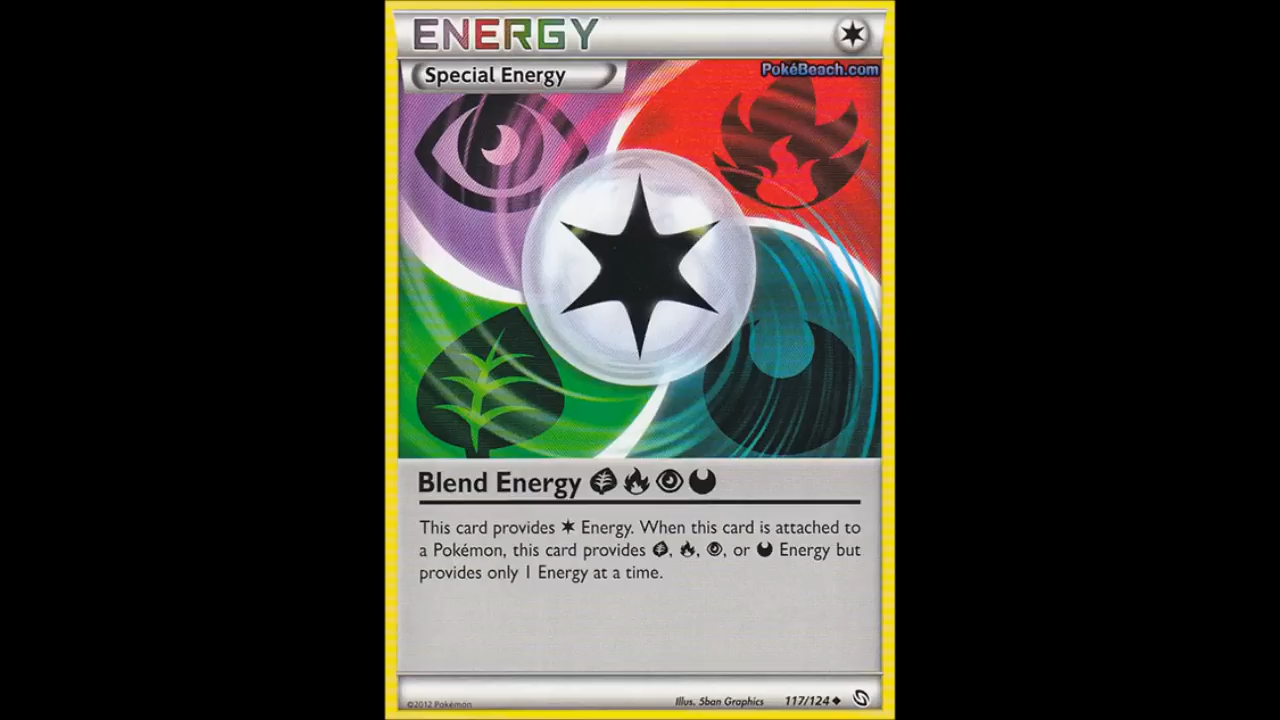 ENERGY
Special Energy
PokéBeach.com
Blend Energy
This card provides Energy. When this card is attached to
a Pokémon, this card provides , , , or Energy but
provides only 1 Energy at a time.
©2012 Pokémon
Illus. 5ban Graphics 117/124